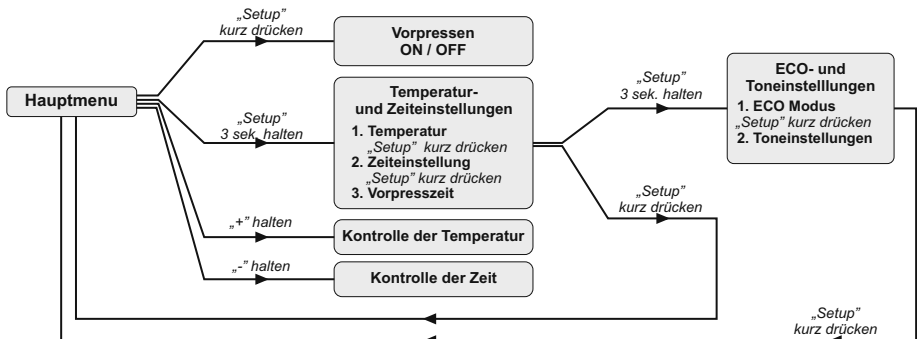 Hauptmenu
„Setup”
kurz drücken
Vorpressen
ON / OFF
„Setup”
3 sek. halten
Temperatur-
und Zeiteinstellungen
1. Temperatur
„Setup” kurz drücken
2. Zeiteinstellung
„Setup” kurz drücken
3. Vorpresszeit
„+” halten
Kontrolle der Temperatur
„-” halten
Kontrolle der Zeit
„Setup”
3 sek. halten
ECO- und
Toneinstelllungen
1. ECO Modus
„Setup” kurz drücken
2. Toneinstellungen
„Setup”
kurz drücken
„Setup”
kurz drücken